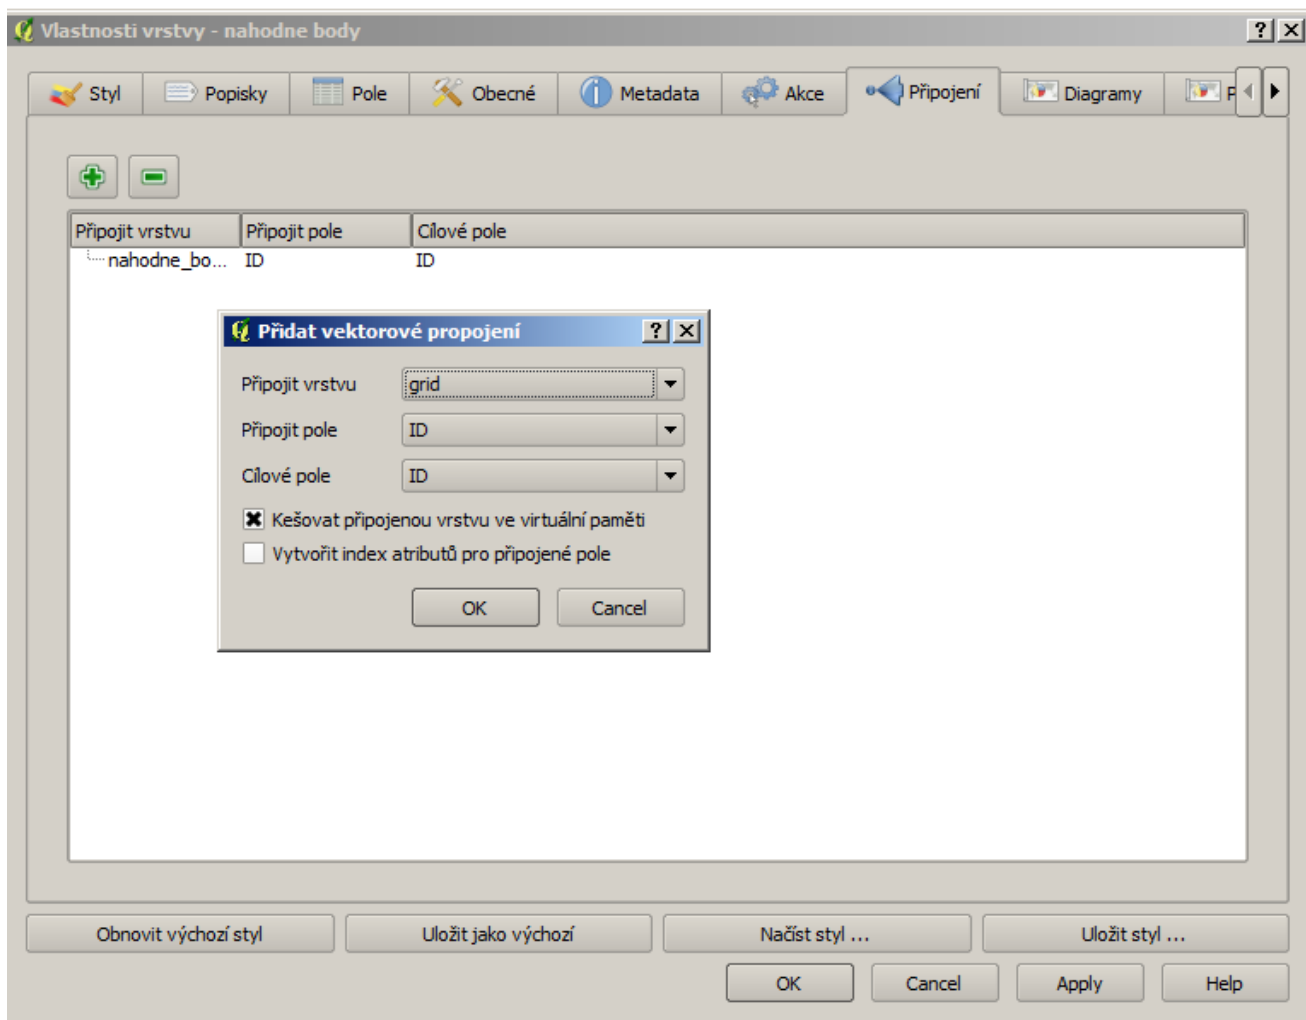 Vlastnosti vrstvy - nahodne body
Styl Popisky Pole Obecné Metadata Akce Připojení Diagramy
Připojit vrstvu Připojit pole Cílové pole
nahodne_bo... ID ID
Přidat vektorové propojení
Připojit vrstvu grid
Připojit pole ID
Cílové pole ID
Kešovat připojenou vrstvu ve virtuální paměti
Vytvořit index atributů pro připojené pole
OK Cancel
Obnovit výchozí styl Uložit jako výchozí Načíst styl ... Uložit styl ...
OK Cancel Apply Help